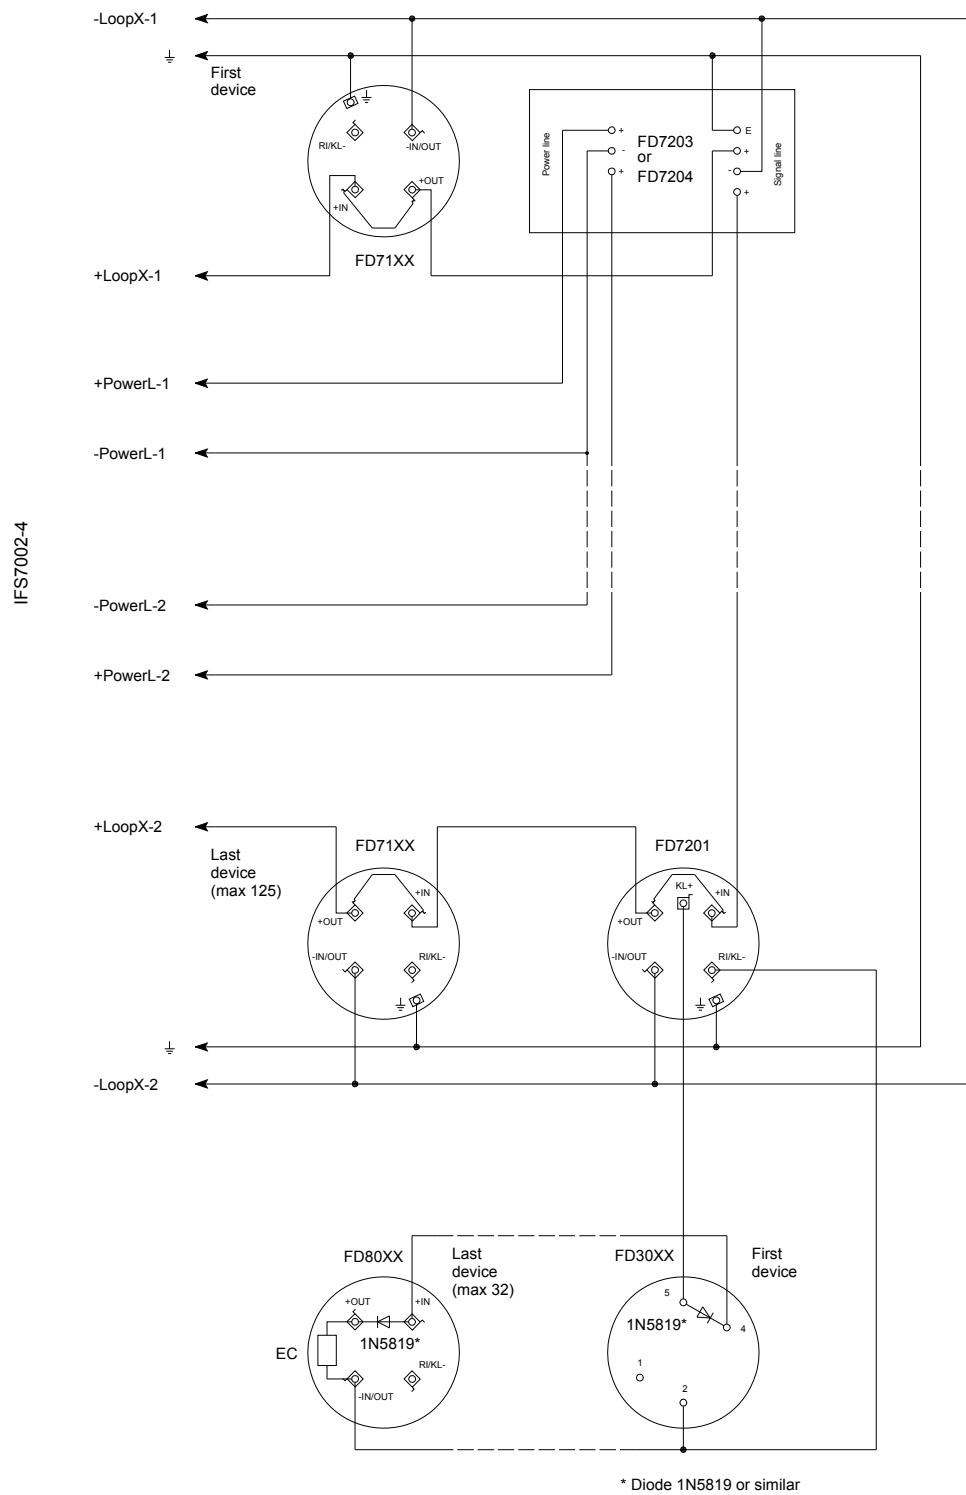 -LoopX-1
First
device
RI/KL-
-IN/OUT
+OUT
+IN
FD71XX
Power line
+
-
+
FD7203
or
FD7204
E
+
-
+
Signal line
+LoopX-1
+PowerL-1
-PowerL-1
IFS7002-4
-PowerL-2
+PowerL-2
+LoopX-2
Last
device
(max 125)
FD71XX
+IN
+OUT
-IN/OUT
RI/KL-
FD7201
KL+
+IN
+OUT
-IN/OUT
RI/KL-
-LoopX-2
FD80XX
Last
device
(max 32)
+OUT
+IN
1N5819*
EC
RI/KL-
-IN/OUT
FD30XX
First
device
5
1N5819*
4
1
2
* Diode 1N5819 or similar